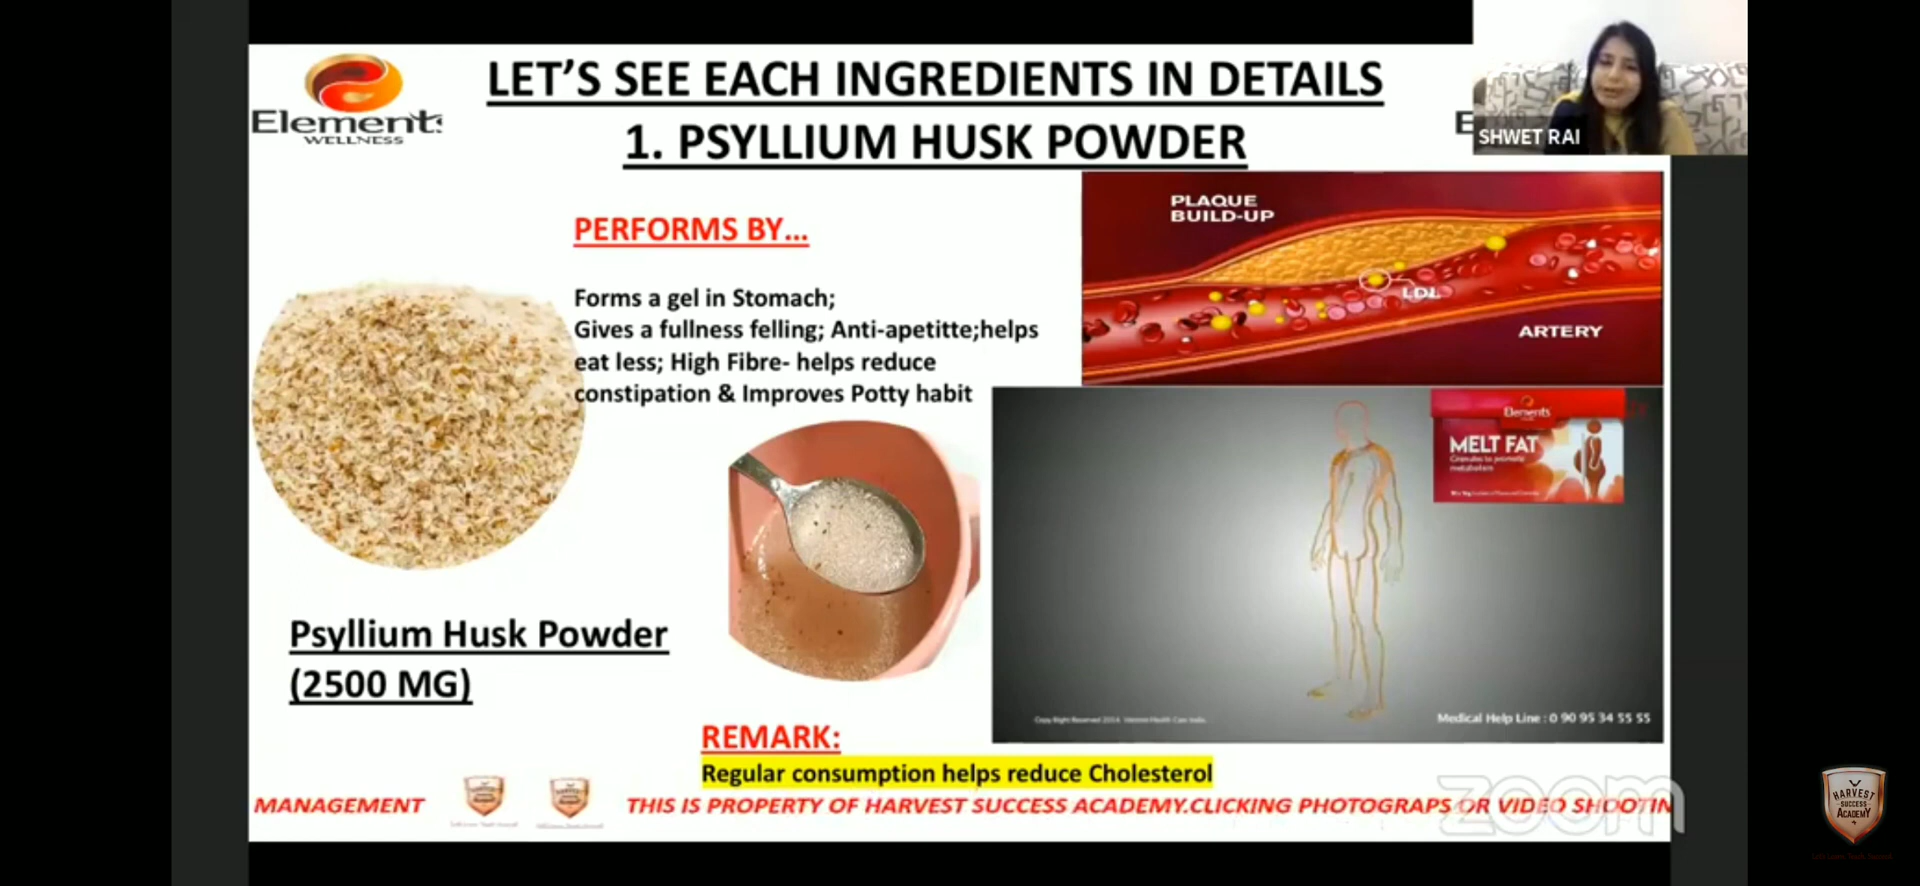 Element
WELLNESS
LET'S SEE EACH INGREDIENTS IN DETAILS
1. PSYLLIUM HUSK POWDER
E
SHWET RAI
PERFORMS BY...
Forms a gel in Stomach;
Gives a fullness felling; Anti-apetitte;helps
eat less; High Fibre- helps reduce
constipation & Improves Potty habit
PLAQUE
BUILD-UP
LDL
ARTERY
Elements
MELT FAT
Granules to promote
metabolism
Psyllium Husk Powder
(2500 MG)
Medical Help Line : 0 90 95 34 55 55
REMARK:
Regular consumption helps reduce Cholesterol
MANAGEMENT
THIS IS PROPERTY OF HARVEST SUCCESS ACADEMY.CLICKING PHOTOGRAPS OR VIDEO SHOOTIN
zoom
HARVEST
SUCCESS
ACADEMY